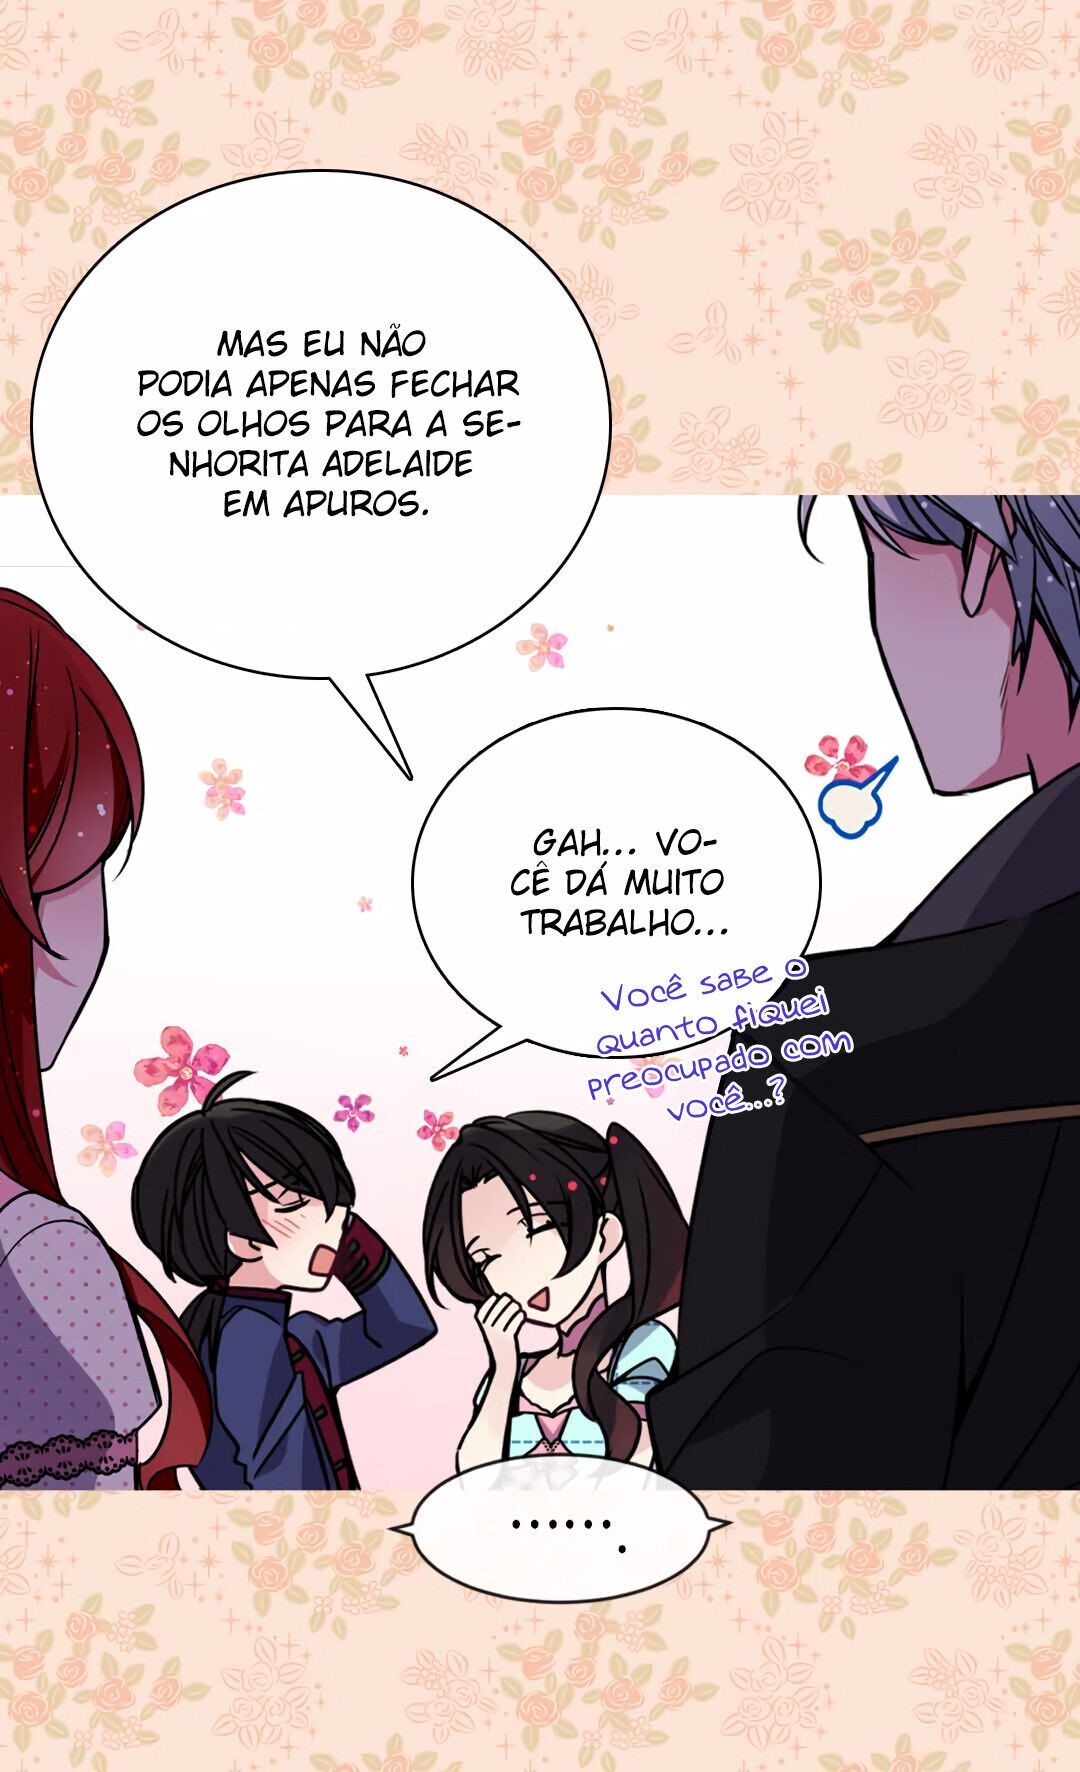 MAS EU NÃO
PODIA APENAS FECHAR
OS OLHOS PARA A SE-
NHORITA ADELAIDE
EM APUROS.
GAH... VO-
CÊ DÁ MUITO
TRABALHO...
Você sabe o
quanto fiquei
preocupado com
você...?
.......